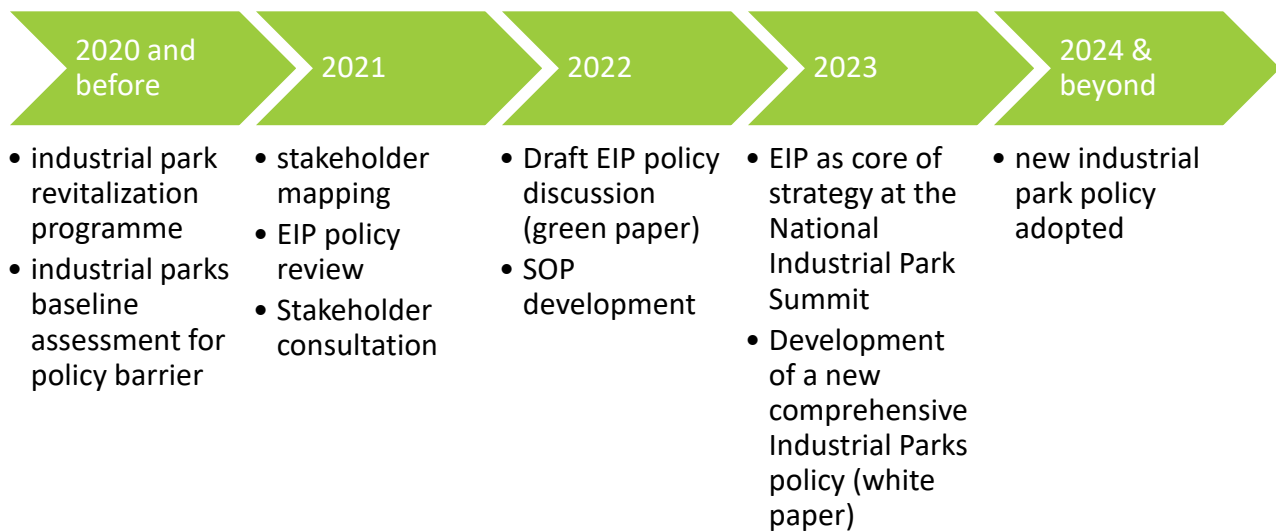 2020 and
before
• industrial park
revitalization
programme
• industrial parks
baseline
assessment for
policy barrier
2021
• stakeholder
mapping
• EIP policy
review
• Stakeholder
consultation
2022
• Draft EIP policy
discussion
(green paper)
• SOP
development
2023
• EIP as core of
strategy at the
National
Industrial Park
Summit
• Development
of a new
comprehensive
Industrial Parks
policy (white
paper)
2024 &
beyond
• new industrial
park policy
adopted